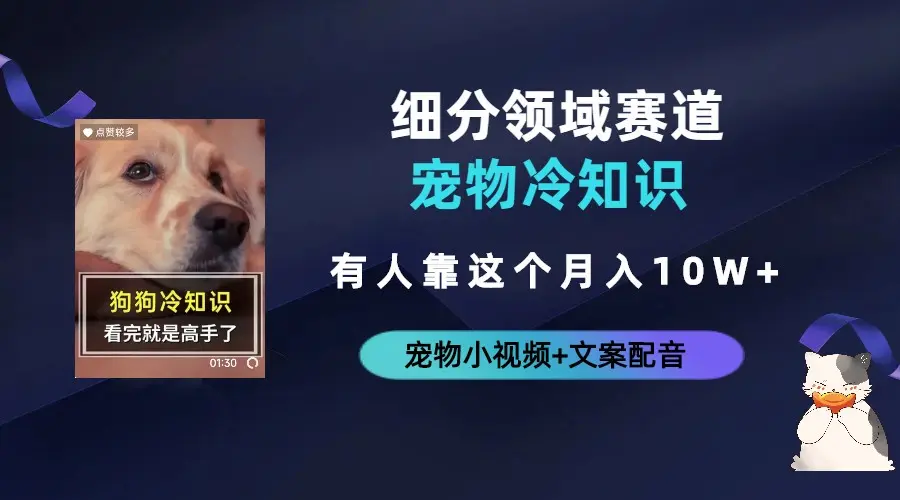 点赞较多
狗狗冷知识
看完就是高手了
01:30
细分领域赛道
宠物冷知识
有人靠这个月入10W+
宠物小视频+文案配音